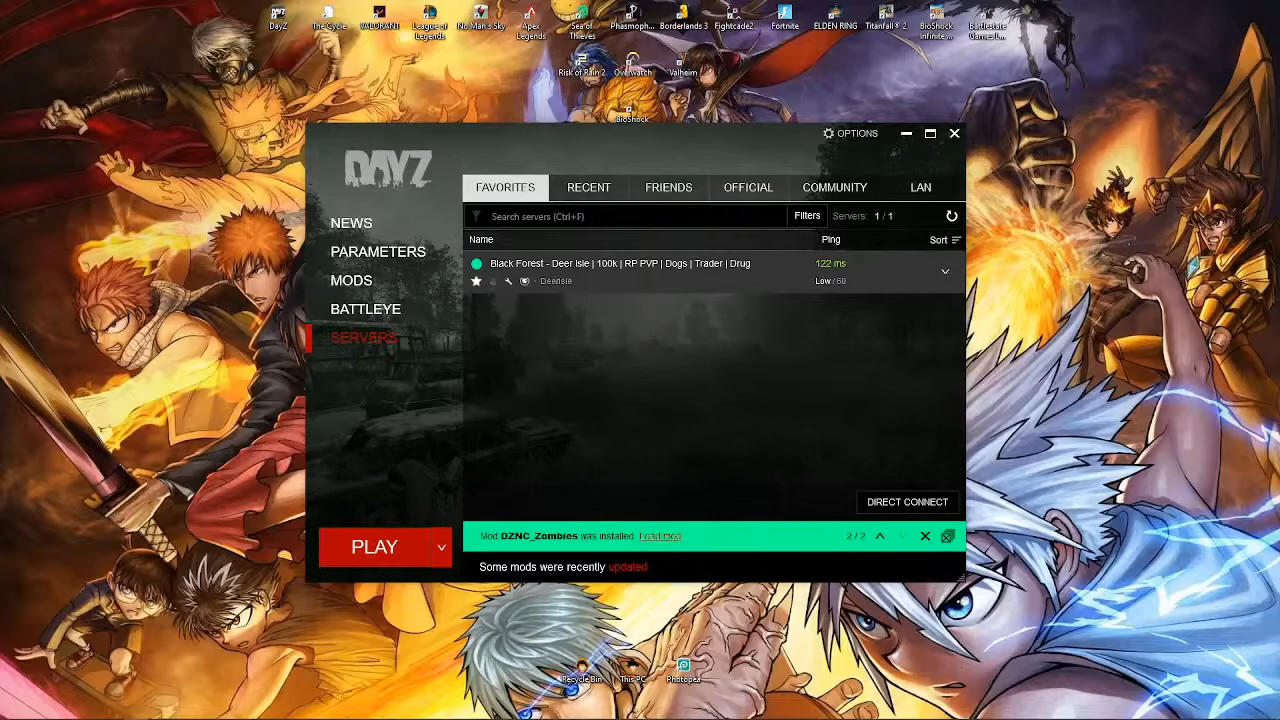 DayZ
The Cycle
VALORANT
League of Legends
No Man's Sky
Apex Legends
Sea of Thieves
Phasmoph...
Borderlands 3
Fightcade2
Fortnite
ELDEN RING
Titanfall® 2
BioShock Infinite ...
Battlestate Games L...
Risk of Rain 2
Overwatch
Valheim
BioShock
OPTIONS
DAYZ
FAVORITES RECENT FRIENDS OFFICIAL COMMUNITY LAN
Search servers (Ctrl+F) Filters Servers: 1 / 1
Name Ping Sort
Black Forest - Deer Isle | 100k | RP PVP | Dogs | Trader | Drug 122 ms
Deerisle Low / 60
NEWS
PARAMETERS
MODS
BATTLEYE
SERVERS
DIRECT CONNECT
PLAY
Mod DZNC_Zombies was installed Load mod 2 / 2
Some mods were recently updated
Recycle Bin
This PC
Photopea